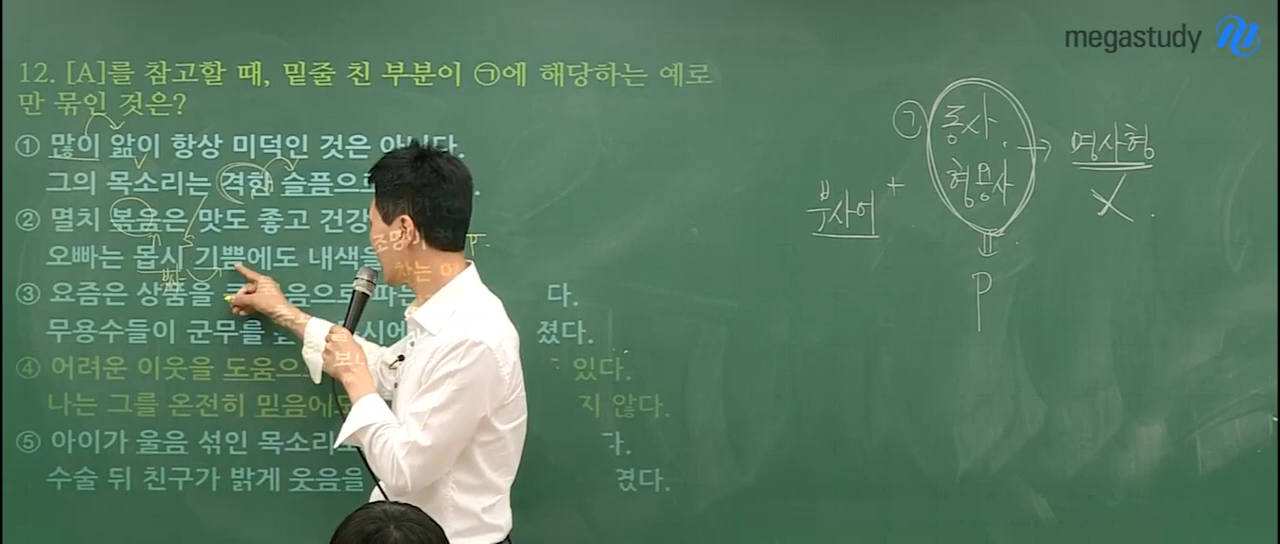 megastudy
12. [A]를 참고할 때, 밑줄 친 부분이 ㉠에 해당하는 예로
만 묶인 것은?
① 많이 앎이 항상 미덕인 것은 아니다.
그의 목소리는 격한 슬픔으
② 멸치 볶음은 맛도 좋고 건강
오빠는 몹시 기쁨에도 내색을
③ 요즘은 상품을 다.
무용수들이 군무를 졌다.
④ 어려운 이웃을 도움으 있다.
나는 그를 온전히 믿음에 지 않다.
⑤ 아이가 울음 섞인 목소리 다.
수술 뒤 친구가 밝게 웃음을 겼다.
㉠ 동사
형용사
→ 명사형
X
부사어 +
P